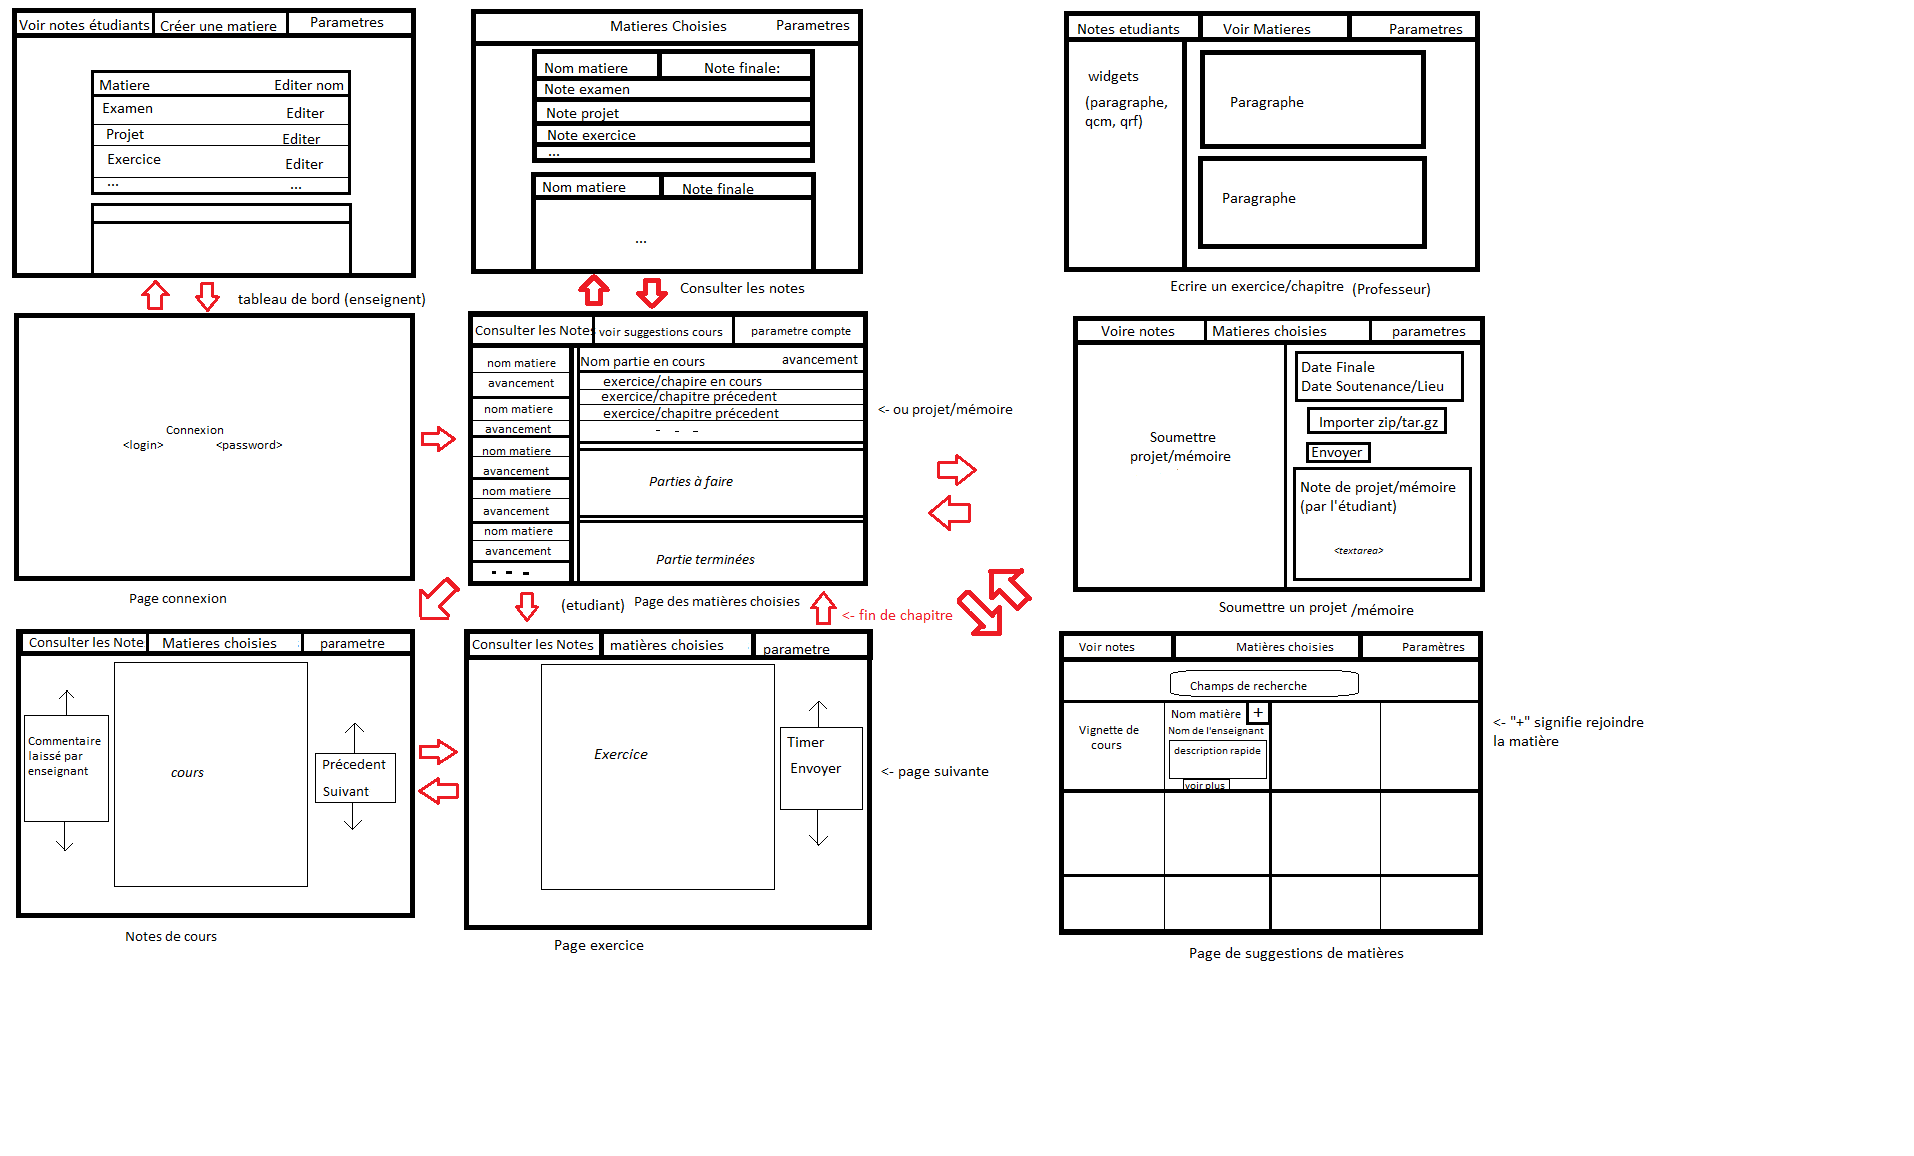 Voir notes étudiants Créer une matiere Parametres
Matiere Editer nom
Examen Editer
Projet Editer
Exercice Editer
... ...
tableau de bord (enseignent)
Matieres Choisies Parametres
Nom matiere Note finale:
Note examen
Note projet
Note exercice
...
Nom matiere Note finale
...
Consulter les notes
Notes etudiants Voir Matieres Parametres
widgets
(paragraphe,
qcm, qrf)
Paragraphe
Paragraphe
Ecrire un exercice/chapitre (Professeur)
Connexion
<login> <password>
Page connexion
Consulter les Notes voir suggestions cours parametre compte
nom matiere
avancement
nom matiere
avancement
nom matiere
avancement
nom matiere
avancement
nom matiere
avancement
- - -
Nom partie en cours avancement
exercice/chapire en cours
exercice/chapitre précedent
exercice/chapitre précedent
- - -
Parties à faire
Partie terminées
<- ou projet/mémoire
(etudiant) Page des matières choisies
<- fin de chapitre
Voire notes Matieres choisies parametres
Soumettre
projet/mémoire
Date Finale
Date Soutenance/Lieu
Importer zip/tar.gz
Envoyer
Note de projet/mémoire
(par l'étudiant)
<textarea>
Soumettre un projet /mémoire
Consulter les Note Matieres choisies parametre
Commentaire
laissé par
enseignant
cours
Précedent
Suivant
Notes de cours
Consulter les Notes matières choisies parametre
Exercice
Timer
Envoyer
<- page suivante
Page exercice
Voir notes Matières choisies Paramètres
Champs de recherche
Vignette de
cours
Nom matière +
Nom de l'enseignant
description rapide
voir plus
<- "+" signifie rejoindre
la matière
Page de suggestions de matières